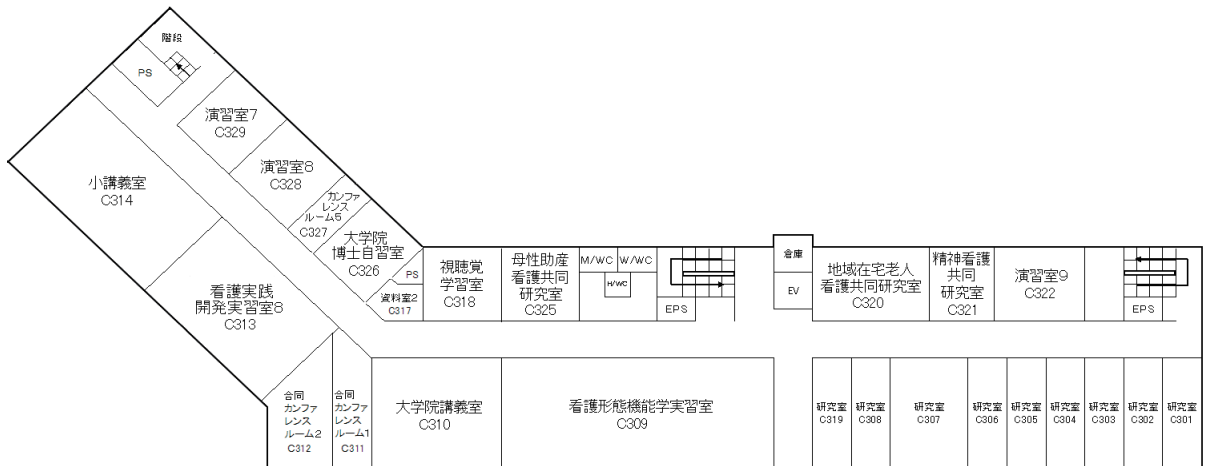 階段
PS
演習室7
C329
演習室8
C328
カンファ
レンス
ルーム5
C327
大学院
博士自習室
C326
PS
資料室2
C317
小講義室
C314
看護実践
開発実習室8
C313
視聴覚
学習室
C318
母性助産
看護共同
研究室
C325
M/WC
W/WC
H/WC
EPS
倉庫
EV
地域在宅老人
看護共同研究室
C320
精神看護
共同
研究室
C321
演習室9
C322
EPS
合同
カンファ
レンス
ルーム2
C312
合同
カンファ
レンス
ルーム1
C311
大学院講義室
C310
看護形態機能学実習室
C309
研究室
C319
研究室
C308
研究室
C307
研究室
C306
研究室
C305
研究室
C304
研究室
C303
研究室
C302
研究室
C301